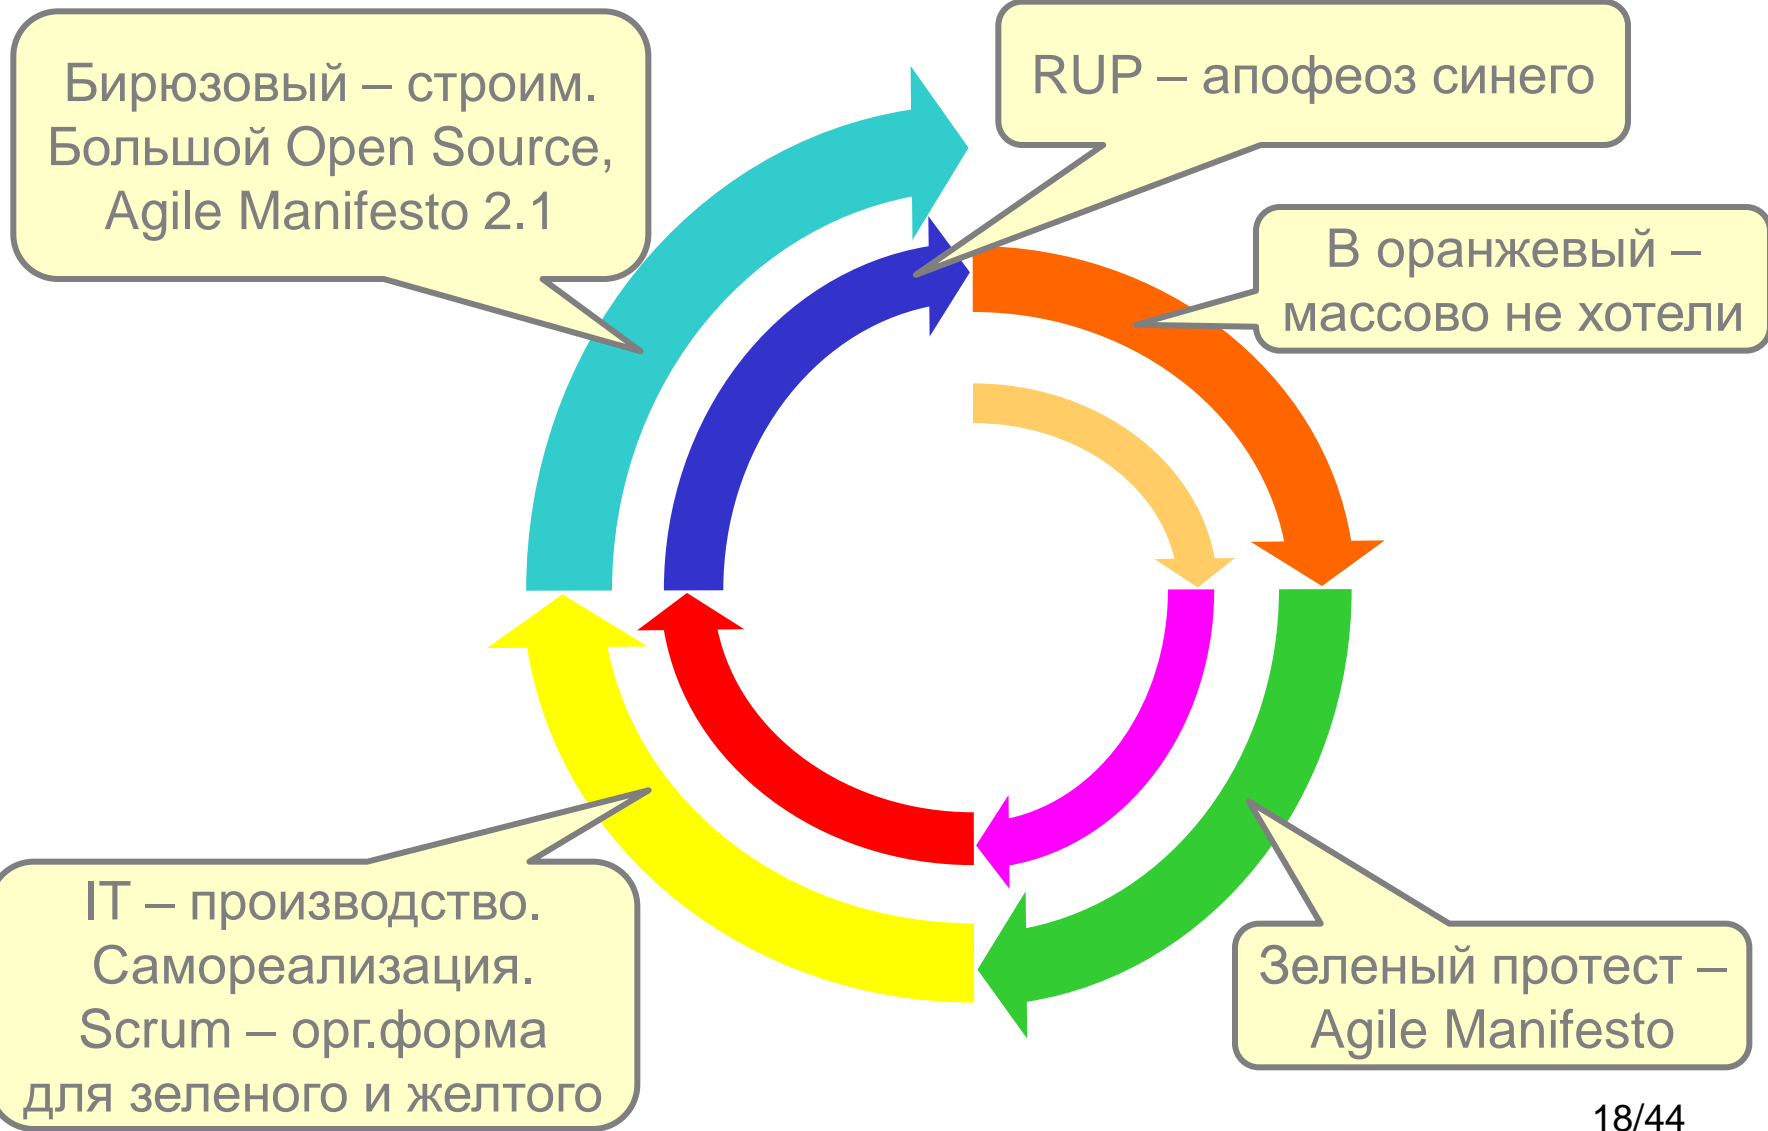 Бирюзовый – строим.
Большой Open Source,
Agile Manifesto 2.1
RUP – апофеоз синего
В оранжевый –
массово не хотели
IT – производство.
Самореализация.
Scrum – орг.форма
для зеленого и желтого
Зеленый протест –
Agile Manifesto
18/44